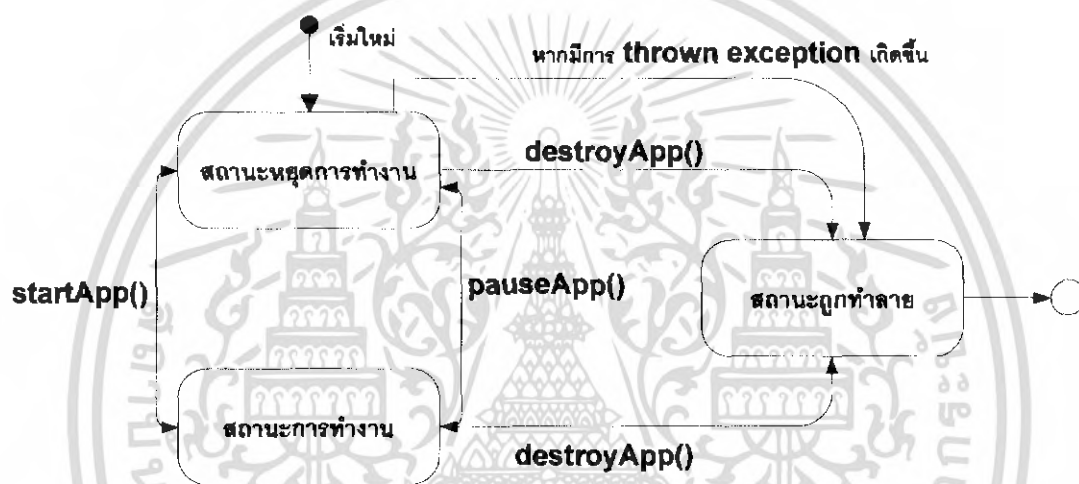 เริ่มใหม่
หากมีการ thrown exception เกิดขึ้น
สถานะหยุดการทำงาน
destroyApp()
startApp()
pauseApp()
สถานะถูกทำลาย
สถานะการทำงาน
destroyApp()